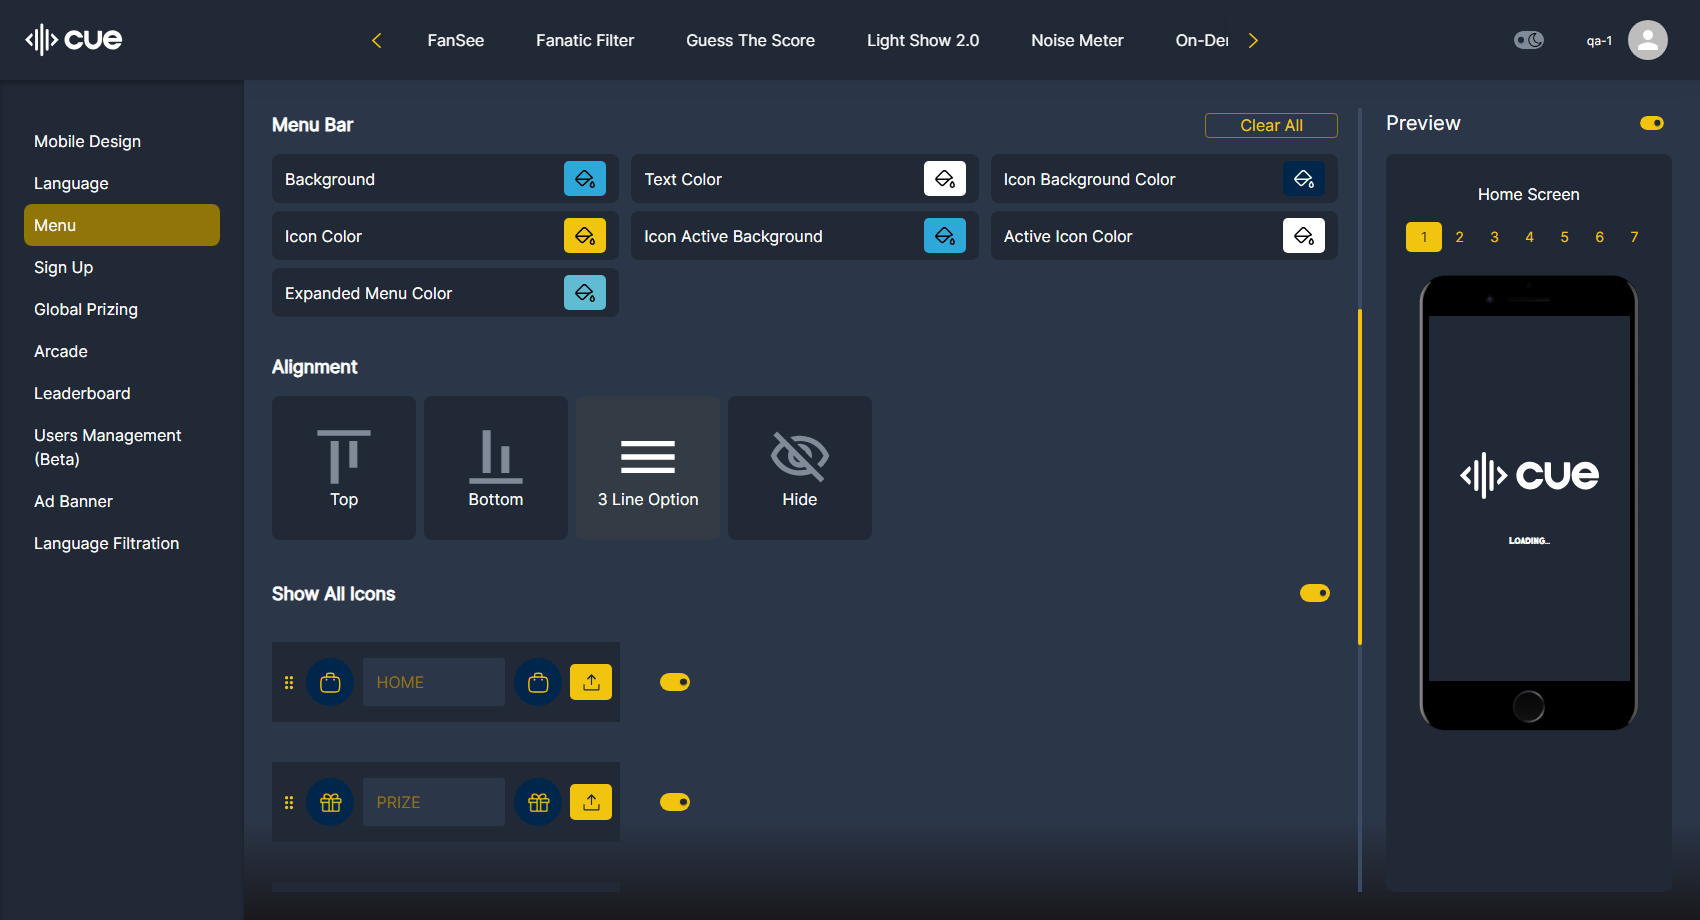 cue
FanSee
Fanatic Filter
Guess The Score
Light Show 2.0
Noise Meter
On-Der
qa-1
Mobile Design
Language
Menu
Sign Up
Global Prizing
Arcade
Leaderboard
Users Management
(Beta)
Ad Banner
Language Filtration
Menu Bar
Clear All
Background
Text Color
Icon Background Color
Icon Color
Icon Active Background
Active Icon Color
Expanded Menu Color
Alignment
Top
Bottom
3 Line Option
Hide
Show All Icons
HOME
PRIZE
Preview
Home Screen
1 2 3 4 5 6 7
cue
LOADING...